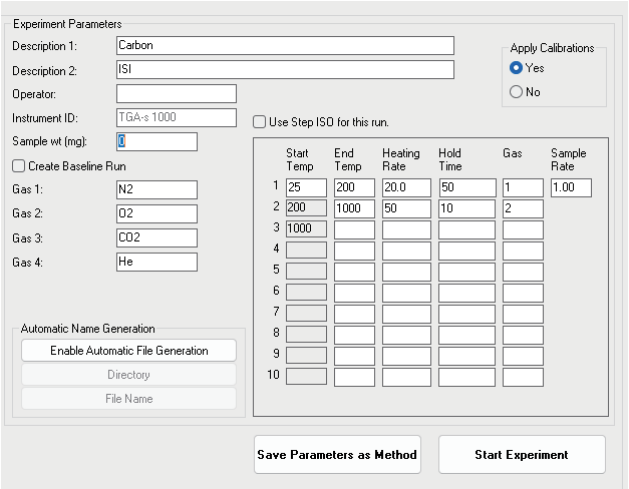 Experiment Parameters
Description 1: Carbon
Description 2: ISI
Operator:
Instrument ID: TGA-s 1000
Sample wt (mg): 0
Create Baseline Run
Gas 1: N2
Gas 2: O2
Gas 3: CO2
Gas 4: He
Apply Calibrations
Yes
No
Use Step ISO for this run.
Start Temp End Temp Heating Rate Hold Time Gas Sample Rate
1 25 200 20.0 50 1 1.00
2 200 1000 50 10 2
3 1000
4
5
6
7
8
9
10
Automatic Name Generation
Enable Automatic File Generation
Directory
File Name
Save Parameters as Method
Start Experiment